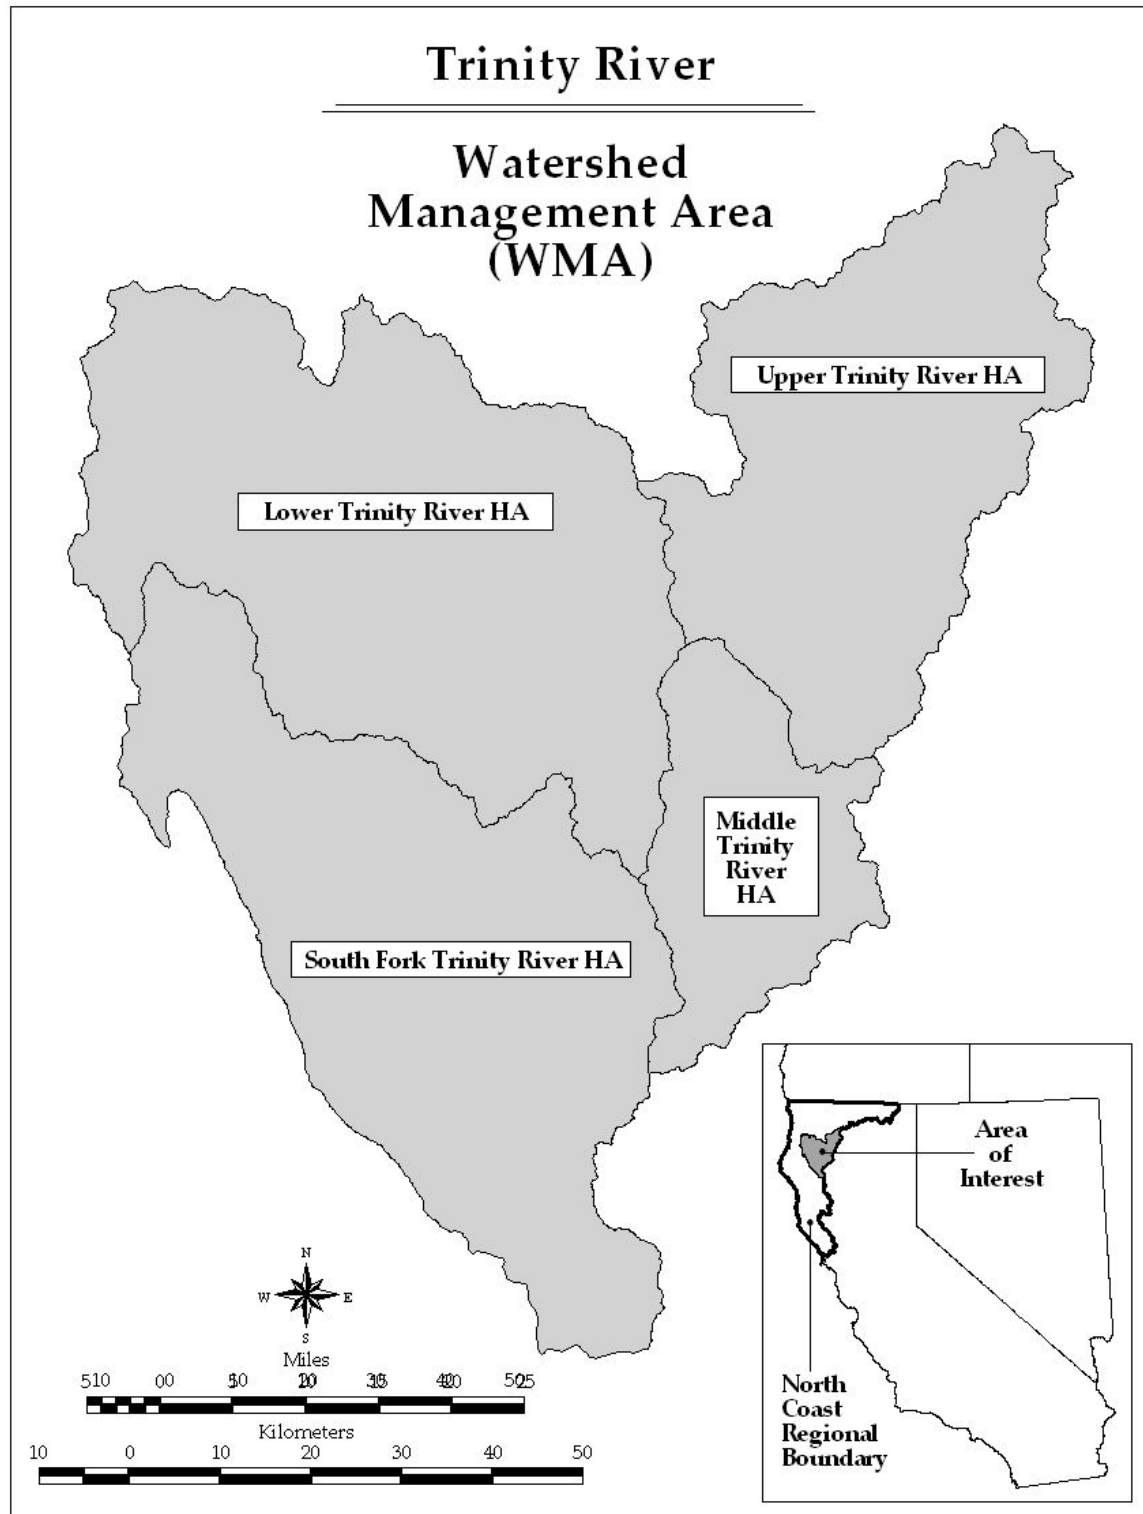 Trinity River
Watershed
Management Area
(WMA)
Upper Trinity River HA
Lower Trinity River HA
Middle
Trinity
River
HA
South Fork Trinity River HA
Area
of
Interest
N
W E
S
Miles
Kilometers
10 0 10 20 30 40 50
North
Coast
Regional
Boundary